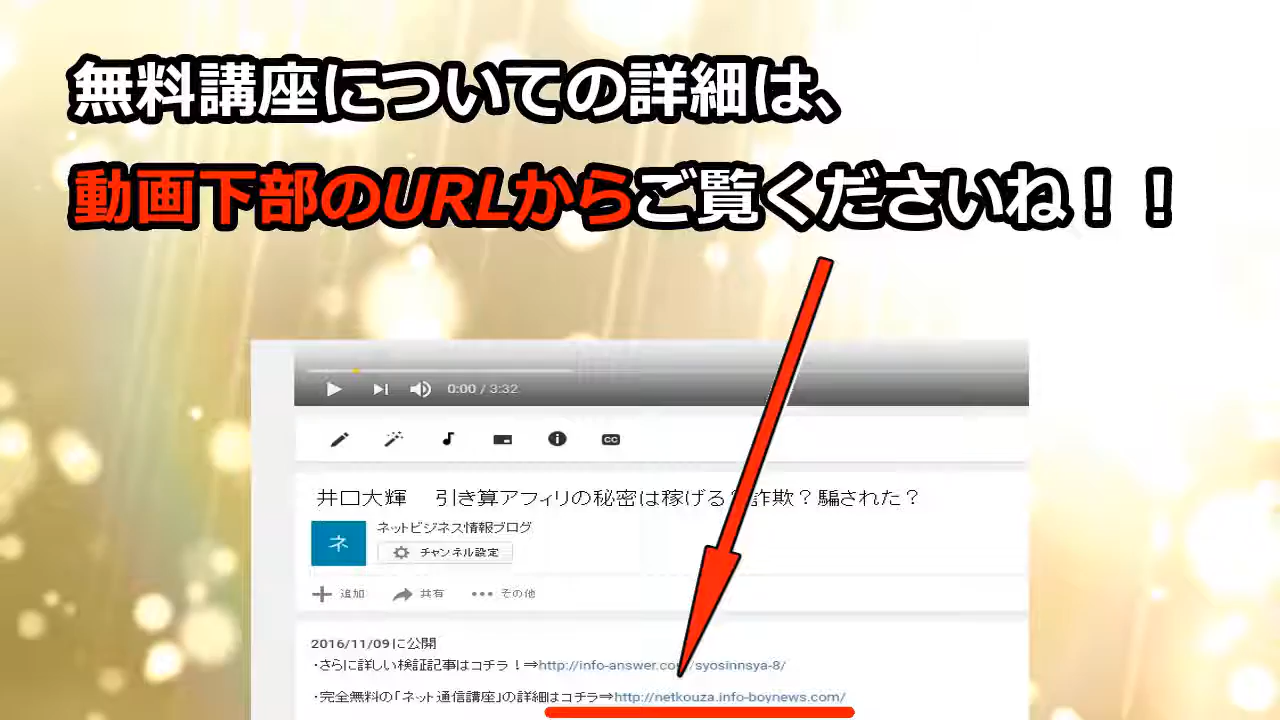 無料講座についての詳細は、
動画下部のURLからご覧くださいね！！
0:00 / 3:32
CC
井口大輝　引き算アフィリの秘密は稼げる？詐欺？騙された？
ネ
ネットビジネス情報ブログ
チャンネル設定
追加 共有 その他
2016/11/09に公開
・さらに詳しい検証記事はコチラ！⇒http://info-answer.com/syosinnsya-8/
・完全無料の「ネット通信講座」の詳細はコチラ⇒http://netkouza.info-boynews.com/